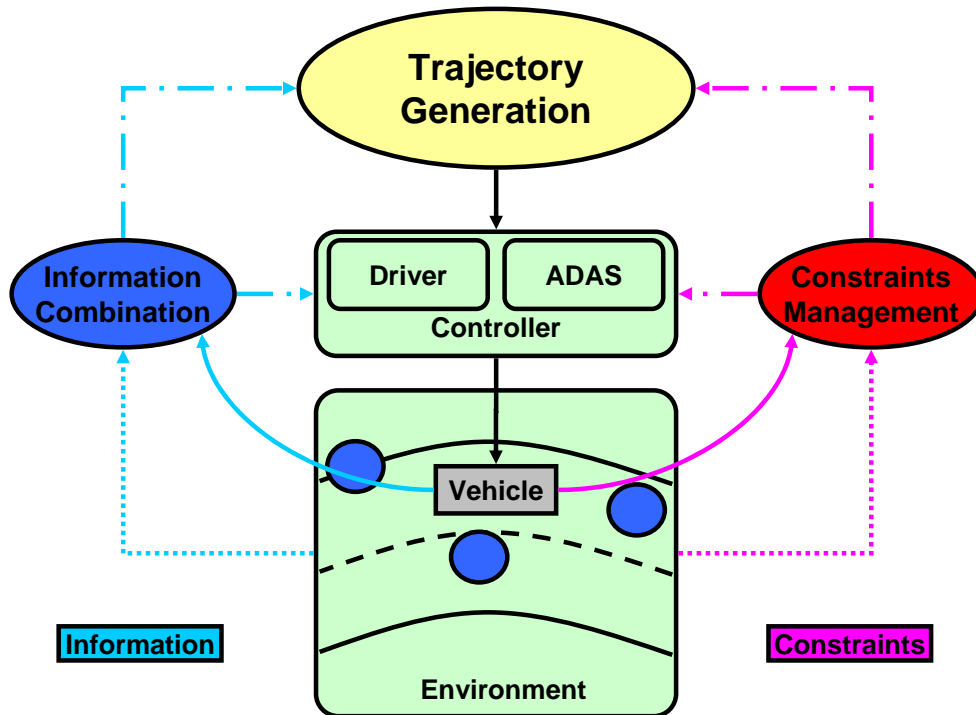 Trajectory
Generation
Information
Combination
Driver
ADAS
Controller
Constraints
Management
Vehicle
Information
Constraints
Environment